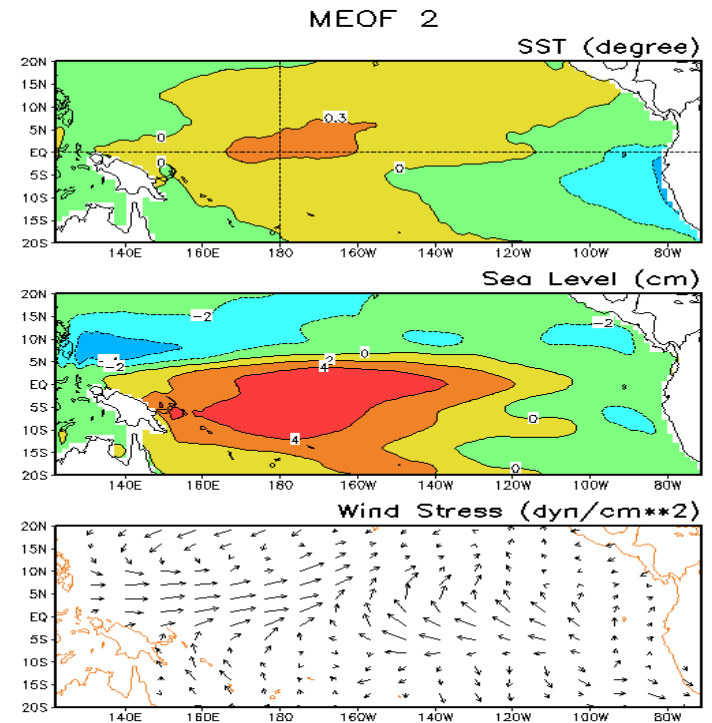 MEOF 2
SST (degree)
20N
15N
10N
5N
EQ
5S
10S
15S
20S
0.3
0
0
0
140E 160E 180 160W 140W 120W 100W 80W
Sea Level (cm)
20N
15N
10N
5N
EQ
5S
10S
15S
20S
-2
-2
0
-2
4
0
4
0
140E 160E 180 160W 140W 120W 100W 80W
Wind Stress (dyn/cm**2)
20N
15N
10N
5N
EQ
5S
10S
15S
20S
140E 160E 180 160W 140W 120W 100W 80W